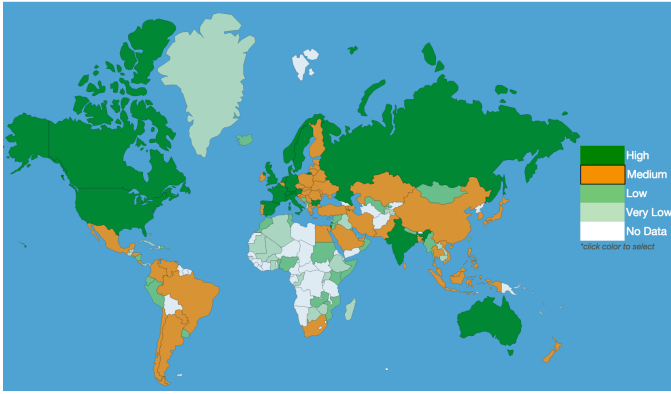 High
Medium
Low
Very Low
No Data
*click color to select